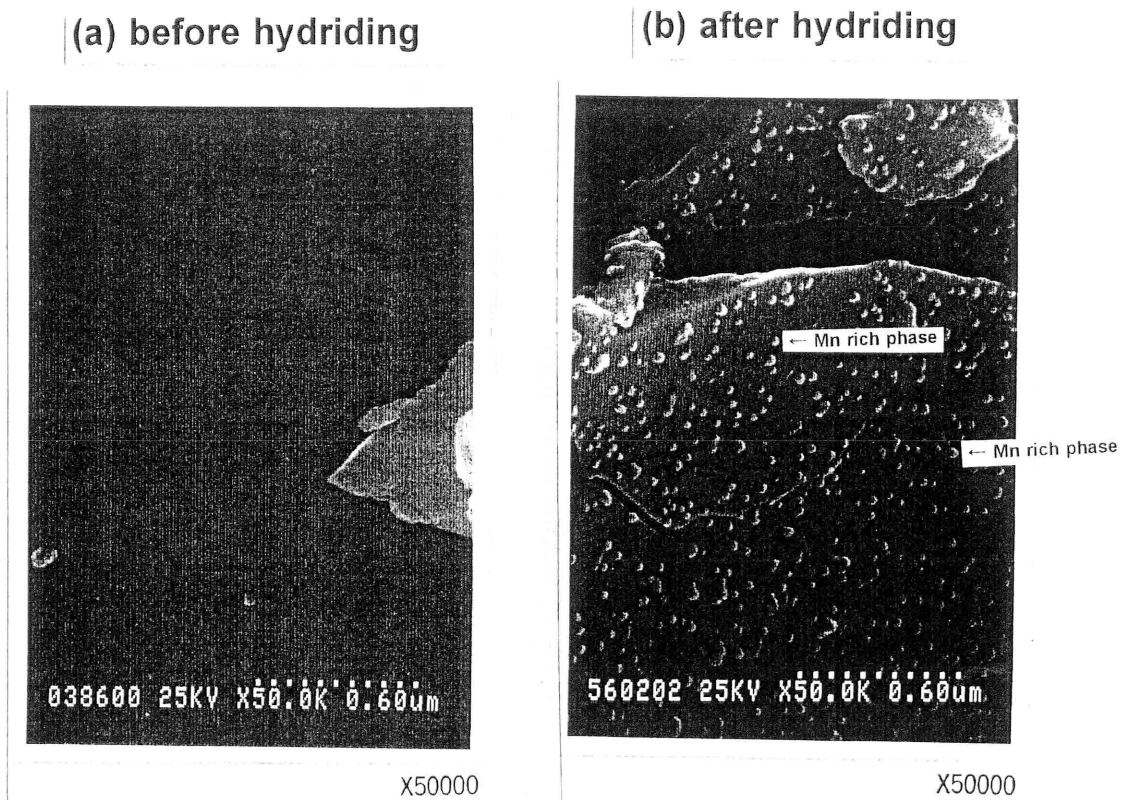 (a) before hydriding
(b) after hydriding
← Mn rich phase
← Mn rich phase
038600 25KV X50.0K 0.60um
560202 25KV X50.0K 0.60um
X50000
X50000